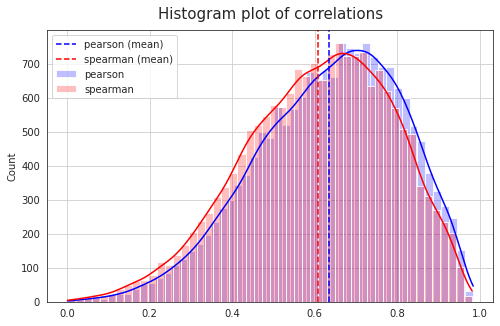 Histogram plot of correlations
pearson (mean)
spearman (mean)
pearson
spearman
Count
700
600
500
400
300
200
100
0
0.0
0.2
0.4
0.6
0.8
1.0